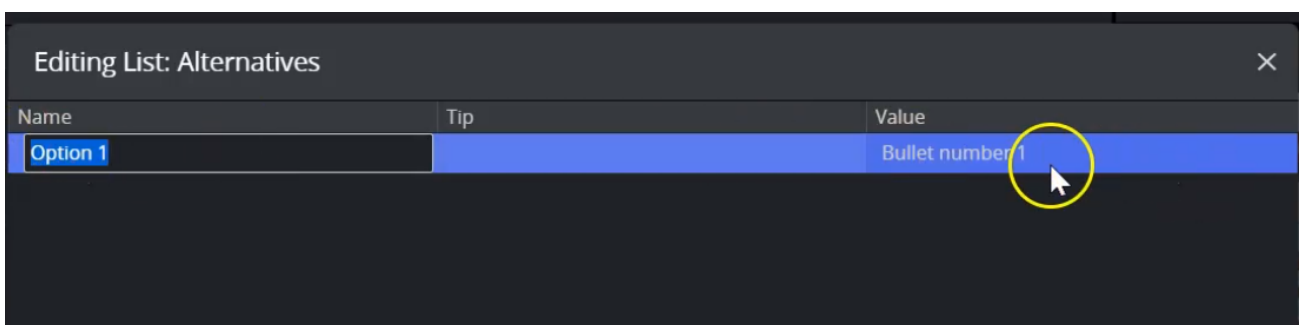 Editing List: Alternatives
Name Tip Value
Option 1 Bullet number 1